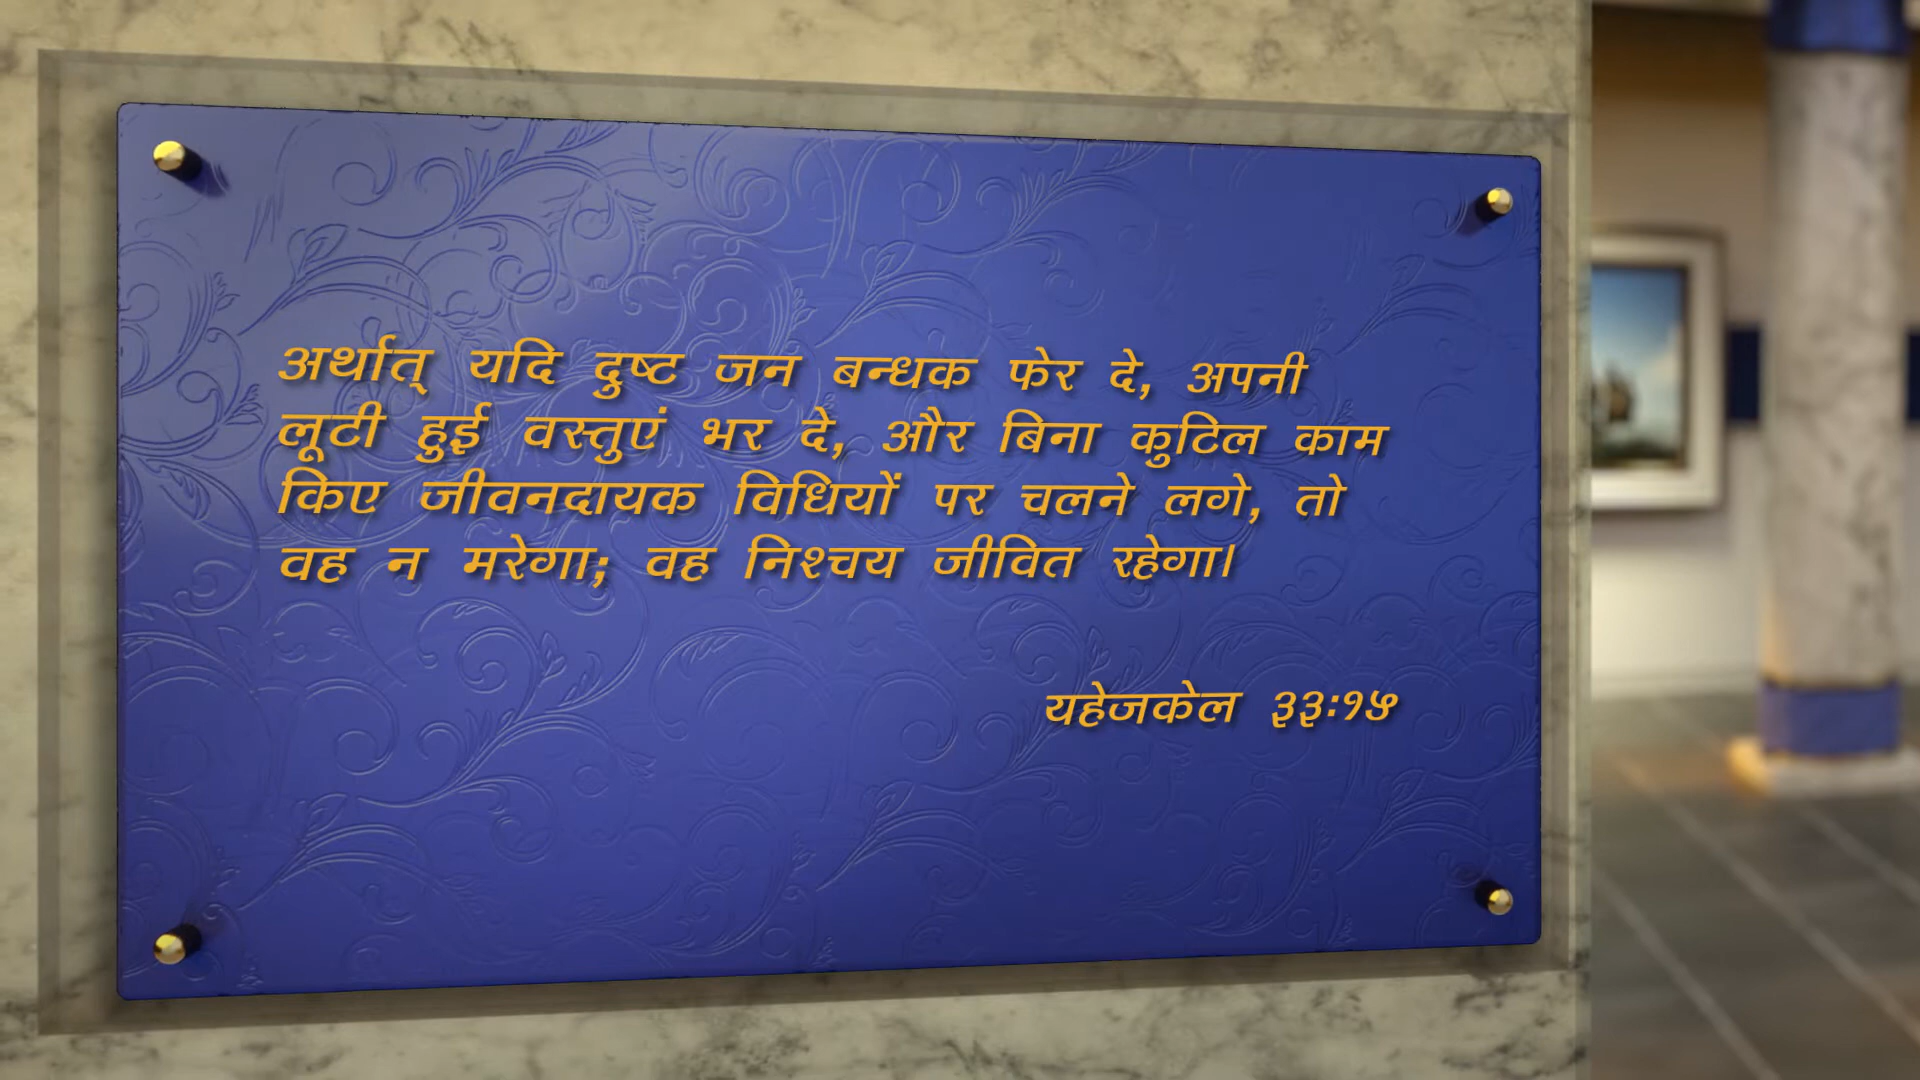 अर्थात् यदि दुष्ट जन बन्धक फेर दे, अपनी
लूटी हुई वस्तुएं भर दे, और बिना कुटिल काम
किए जीवनदायक विधियों पर चलने लगे, तो
वह न मरेगा; वह निश्चय जीवित रहेगा।
यहेजकेल ३३:१५